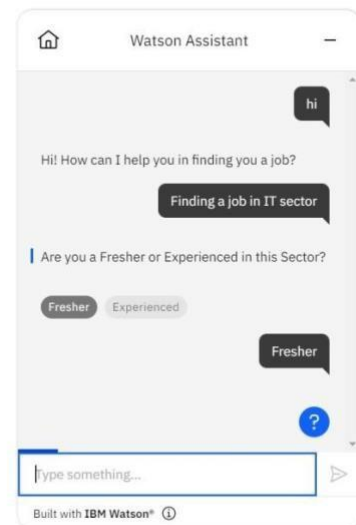 Watson Assistant
hi
Hi! How can I help you in finding you a job?
Finding a job in IT sector
Are you a Fresher or Experienced in this Sector?
Fresher Experienced
Fresher
?
Type something...
Built with IBM Watson®